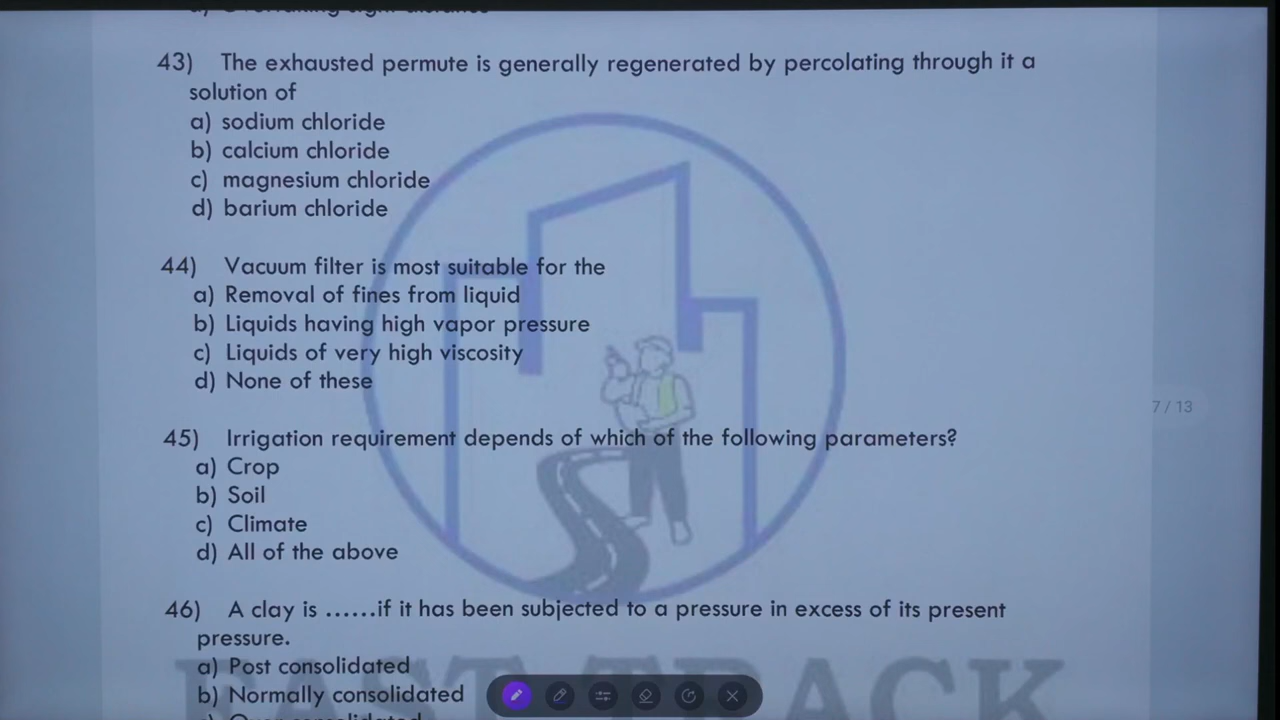 43) The exhausted permute is generally regenerated by percolating through it a
solution of
a) sodium chloride
b) calcium chloride
c) magnesium chloride
d) barium chloride
44) Vacuum filter is most suitable for the
a) Removal of fines from liquid
b) Liquids having high vapor pressure
c) Liquids of very high viscosity
d) None of these
7 / 13
45) Irrigation requirement depends of which of the following parameters?
a) Crop
b) Soil
c) Climate
d) All of the above
46) A clay is ......if it has been subjected to a pressure in excess of its present
pressure.
a) Post consolidated
b) Normally consolidated
FAST TRACK